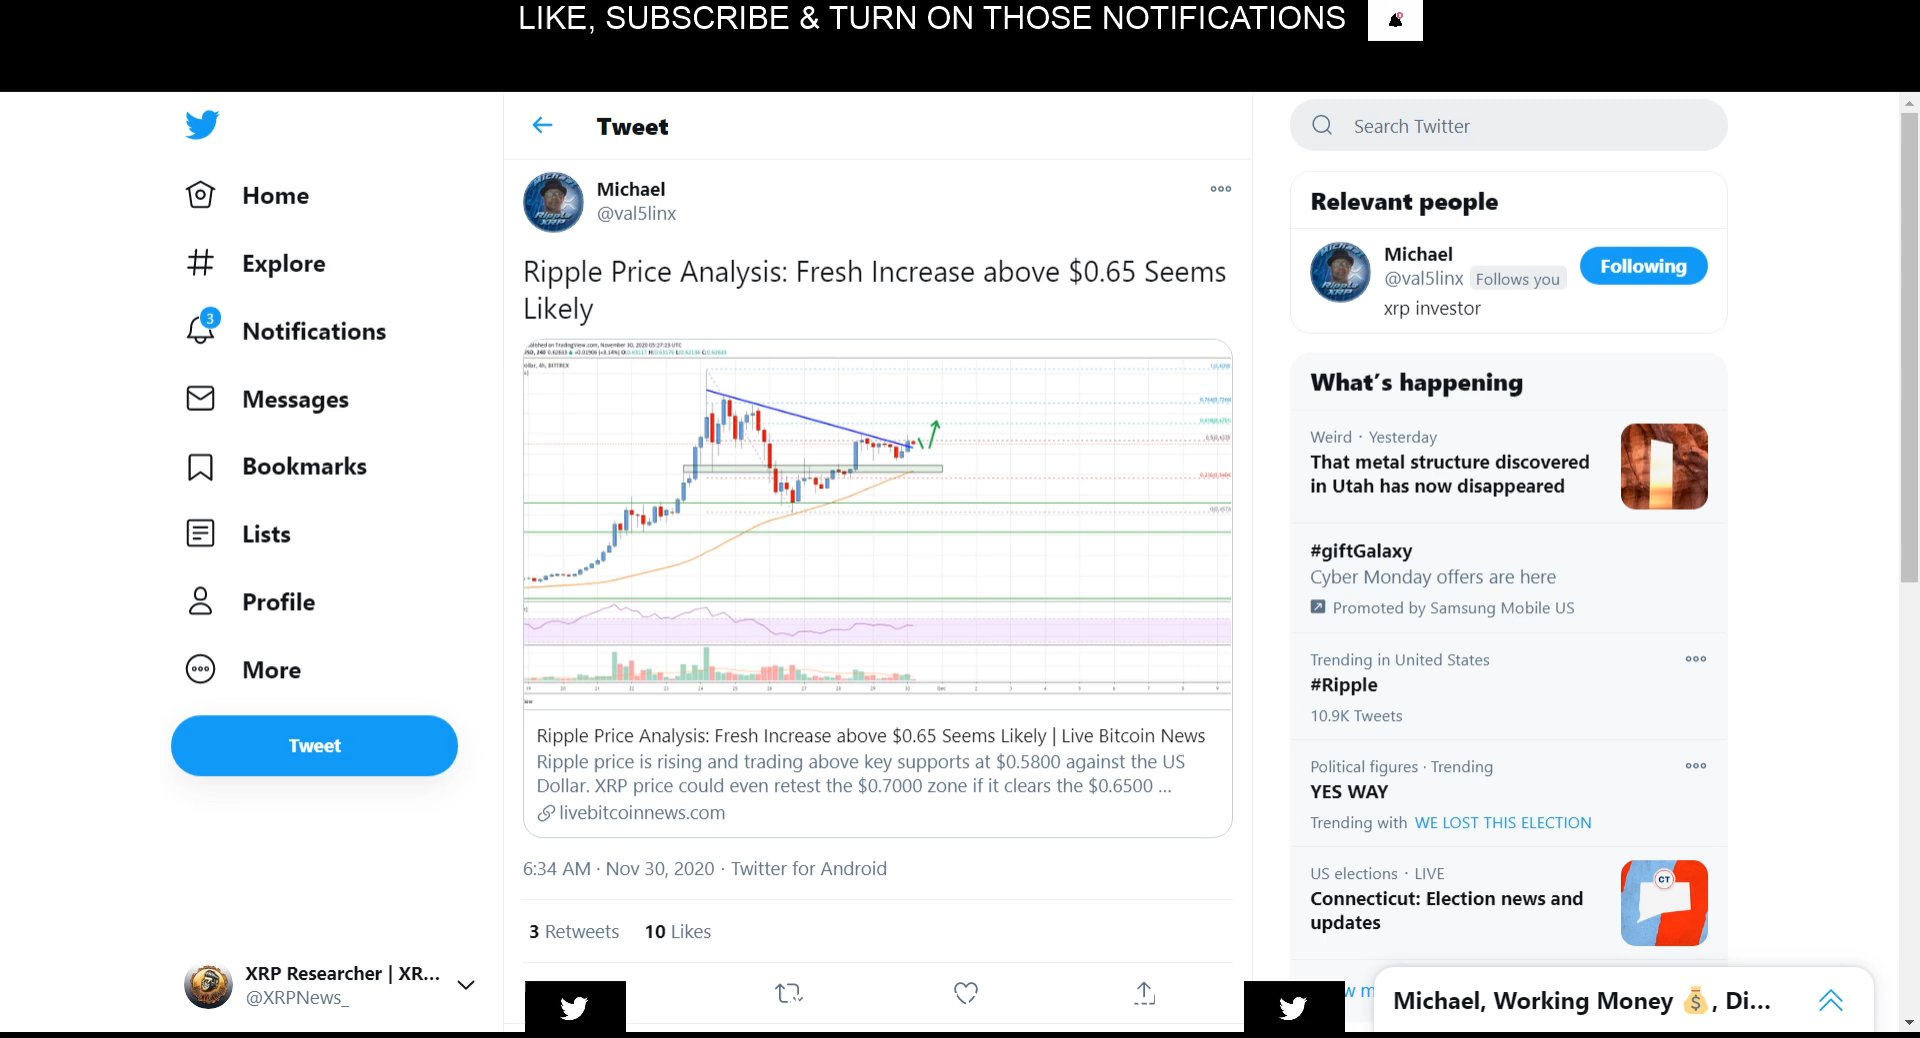 LIKE, SUBSCRIBE & TURN ON THOSE NOTIFICATIONS
Home
Explore
3
Notifications
Messages
Bookmarks
Lists
Profile
More
Tweet
XRP Researcher | XR...
@XRPNews_
Tweet
Michael
@val5linx
Ripple Price Analysis: Fresh Increase above $0.65 Seems
Likely
Ripple Price Analysis: Fresh Increase above $0.65 Seems Likely | Live Bitcoin News
Ripple price is rising and trading above key supports at $0.5800 against the US
Dollar. XRP price could even retest the $0.7000 zone if it clears the $0.6500 ...
livebitcoinnews.com
6:34 AM · Nov 30, 2020 · Twitter for Android
3 Retweets 10 Likes
Search Twitter
Relevant people
Michael
@val5linx Follows you
Following
xrp investor
What's happening
Weird · Yesterday
That metal structure discovered
in Utah has now disappeared
#giftGalaxy
Cyber Monday offers are here
Promoted by Samsung Mobile US
Trending in United States
#Ripple
10.9K Tweets
Political figures · Trending
YES WAY
Trending with WE LOST THIS ELECTION
US elections · LIVE
Connecticut: Election news and
updates
CT
Michael, Working Money 💰, Di...